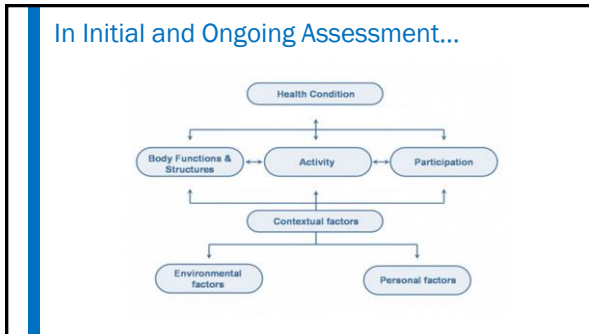 In Initial and Ongoing Assessment...
Health Condition
Body Functions &
Structures
Activity
Participation
Contextual factors
Environmental
factors
Personal factors